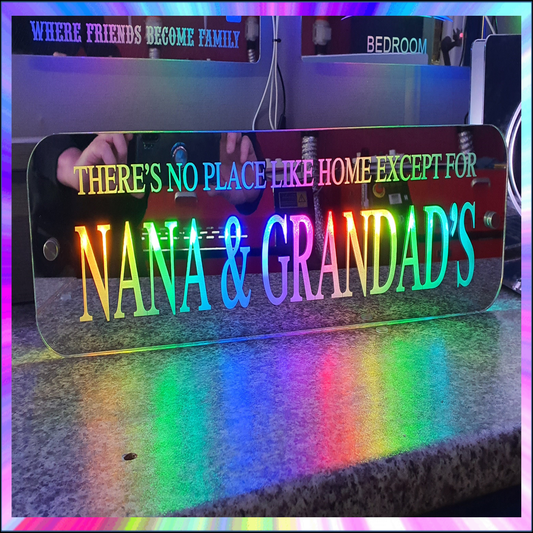 WHERE FRIENDS BECOME FAMILY
BEDROOM
THERE'S NO PLACE LIKE HOME EXCEPT FOR
NANA & GRANDAD'S